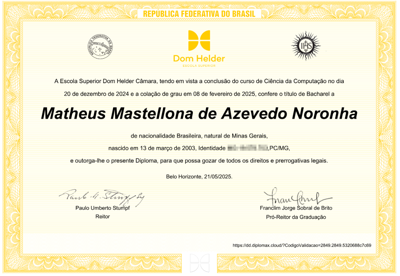 REPÚBLICA FEDERATIVA DO BRASIL
Dom Helder
IHS
A Escola Superior Dom Helder Câmara, tendo em vista a conclusão do curso de Ciência da Computação no dia
20 de dezembro de 2024 e a colação de grau em 08 de fevereiro de 2025, confere o título de Bacharel a
Matheus Mastellona de Azevedo Noronha
de nacionalidade Brasileira, natural de Minas Gerais,
nascido em 13 de março de 2003, Identidade ,PC/MG,
e outorga-lhe o presente Diploma, para que possa gozar de todos os direitos e prerrogativas legais.
Belo Horizonte, 21/05/2025.
Paulo Umberto Stumpf
Reitor
Franclim Jorge Sobral de Brito
Pró-Reitor da Graduação
https://dd.diplomax.cloud/?CodigoValidacao=2849.2849.5320688c7c88